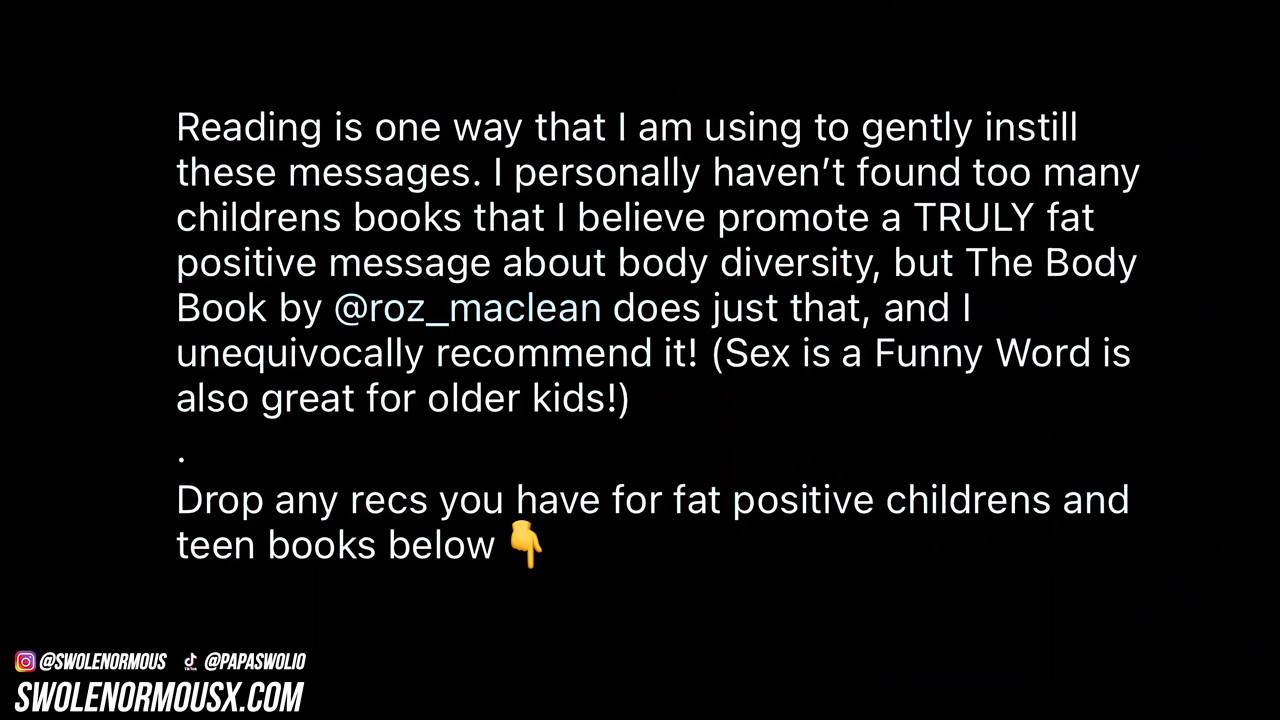 Reading is one way that I am using to gently instill
these messages. I personally haven’t found too many
childrens books that I believe promote a TRULY fat
positive message about body diversity, but The Body
Book by @roz_maclean does just that, and I
unequivocally recommend it! (Sex is a Funny Word is
also great for older kids!)
.
Drop any recs you have for fat positive childrens and
teen books below 👇
@SWOLENORMOUS TikTok @PAPASWOLIO
SWOLENORMOUSX.COM